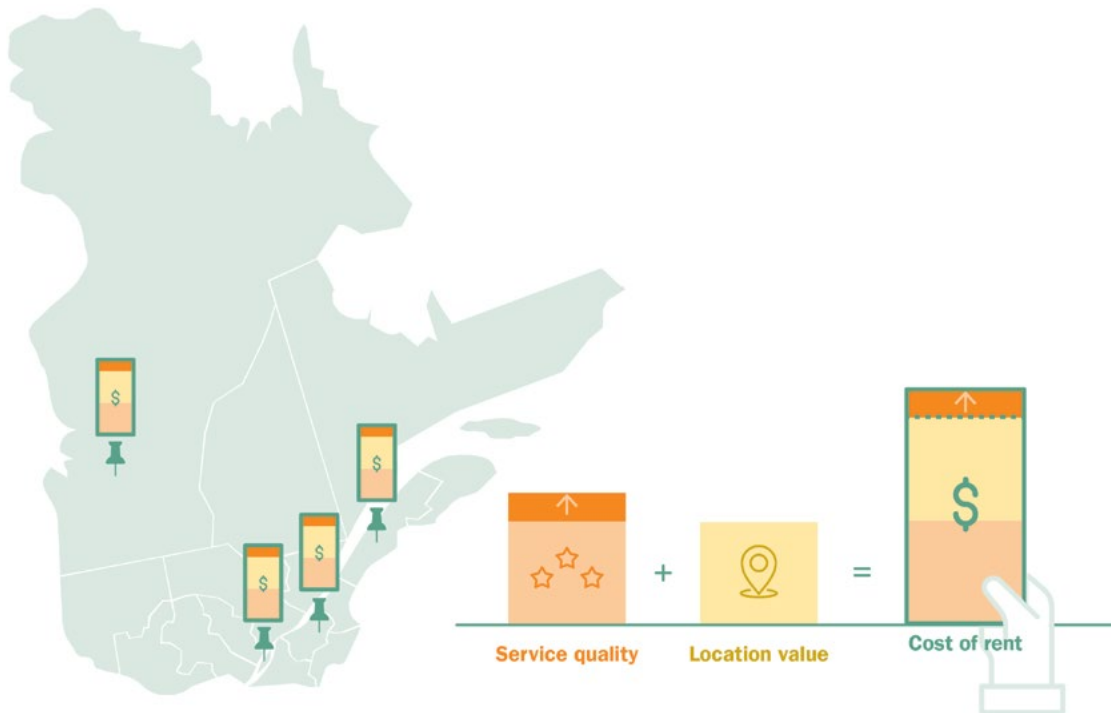 $
$
$
$
$
+
=
Service quality
Location value
Cost of rent